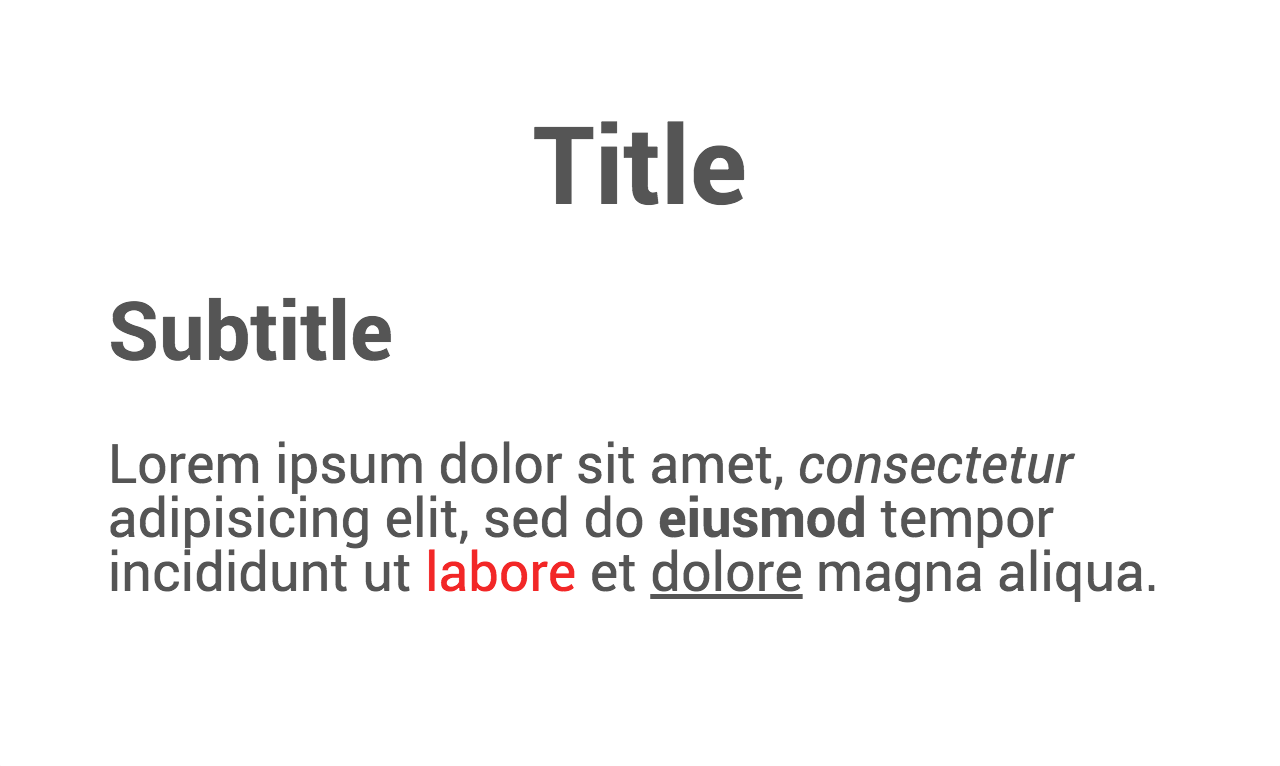 Title
Subtitle
Lorem ipsum dolor sit amet, consectetur
adipisicing elit, sed do eiusmod tempor
incididunt ut labore et dolore magna aliqua.